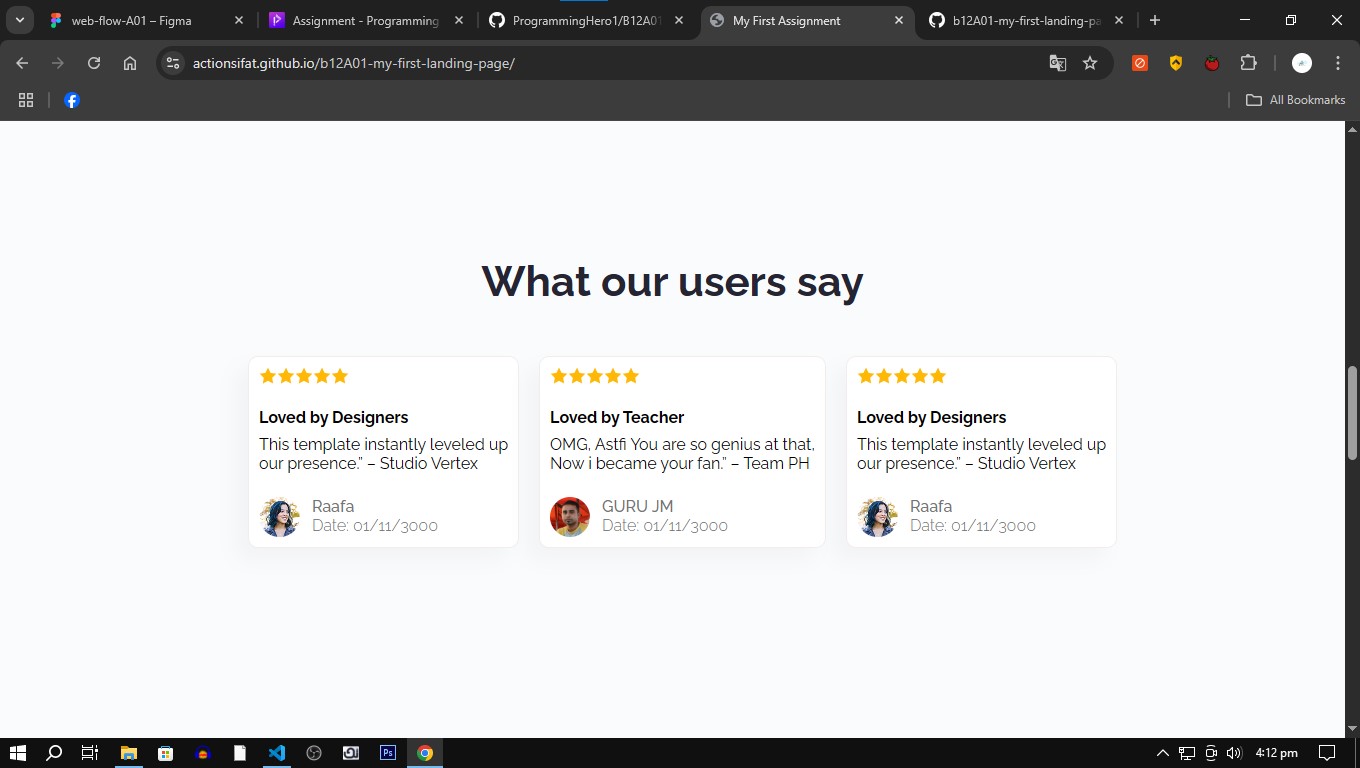 web-flow-A01 – Figma
Assignment - Programming
ProgrammingHero1/B12A01
My First Assignment
b12A01-my-first-landing-pa
actionsifat.github.io/b12A01-my-first-landing-page/
All Bookmarks
What our users say
Loved by Designers
This template instantly leveled up
our presence.” – Studio Vertex
Raafa
Date: 01/11/3000
Loved by Teacher
OMG, Astfi You are so genius at that,
Now i became your fan.” – Team PH
GURU JM
Date: 01/11/3000
Loved by Designers
This template instantly leveled up
our presence.” – Studio Vertex
Raafa
Date: 01/11/3000
Ps
4:12 pm